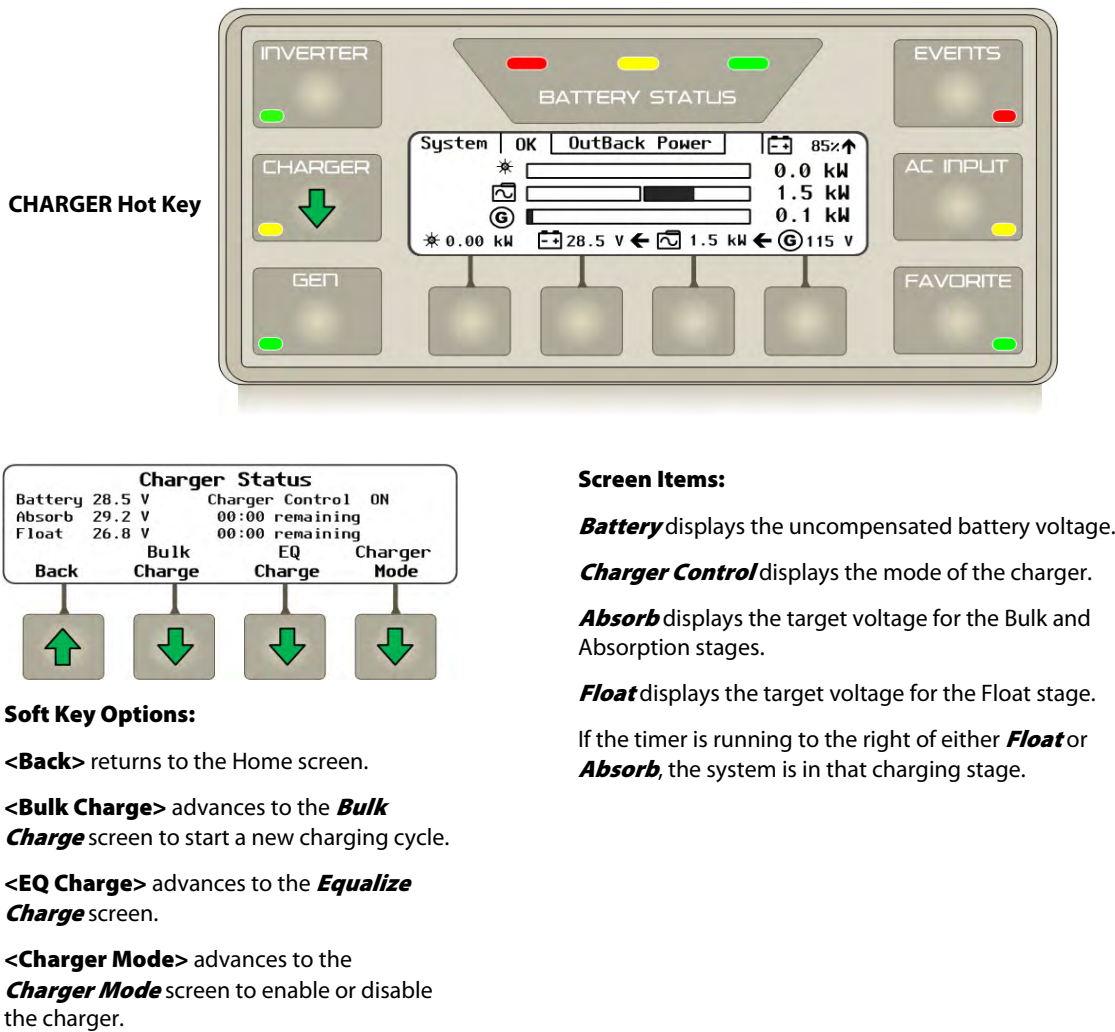 INVERTER
EVENTS
BATTERY STATUS
System OK OutBack Power 85%
CHARGER
0.0 kW
AC INPUT
1.5 kW
CHARGER Hot Key
G 0.1 kW
0.00 kW 28.5 V 1.5 kW G 115 V
GEN
FAVORITE
Charger Status
Battery 28.5 V Charger Control ON
Absorb 29.2 V 00:00 remaining
Float 26.8 V 00:00 remaining
Bulk EQ Charger
Back Charge Charge Mode
Soft Key Options:
<Back> returns to the Home screen.
<Bulk Charge> advances to the Bulk
Charge screen to start a new charging cycle.
<EQ Charge> advances to the Equalize
Charge screen.
<Charger Mode> advances to the
Charger Mode screen to enable or disable
the charger.
Screen Items:
Battery displays the uncompensated battery voltage.
Charger Control displays the mode of the charger.
Absorb displays the target voltage for the Bulk and
Absorption stages.
Float displays the target voltage for the Float stage.
If the timer is running to the right of either Float or
Absorb, the system is in that charging stage.